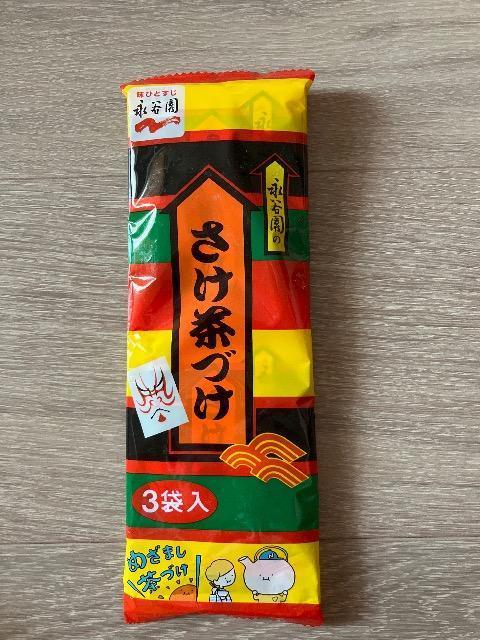 味ひとすじ
永谷園
永谷園の
さけ茶づけ
3袋入
めざまし
茶づけ